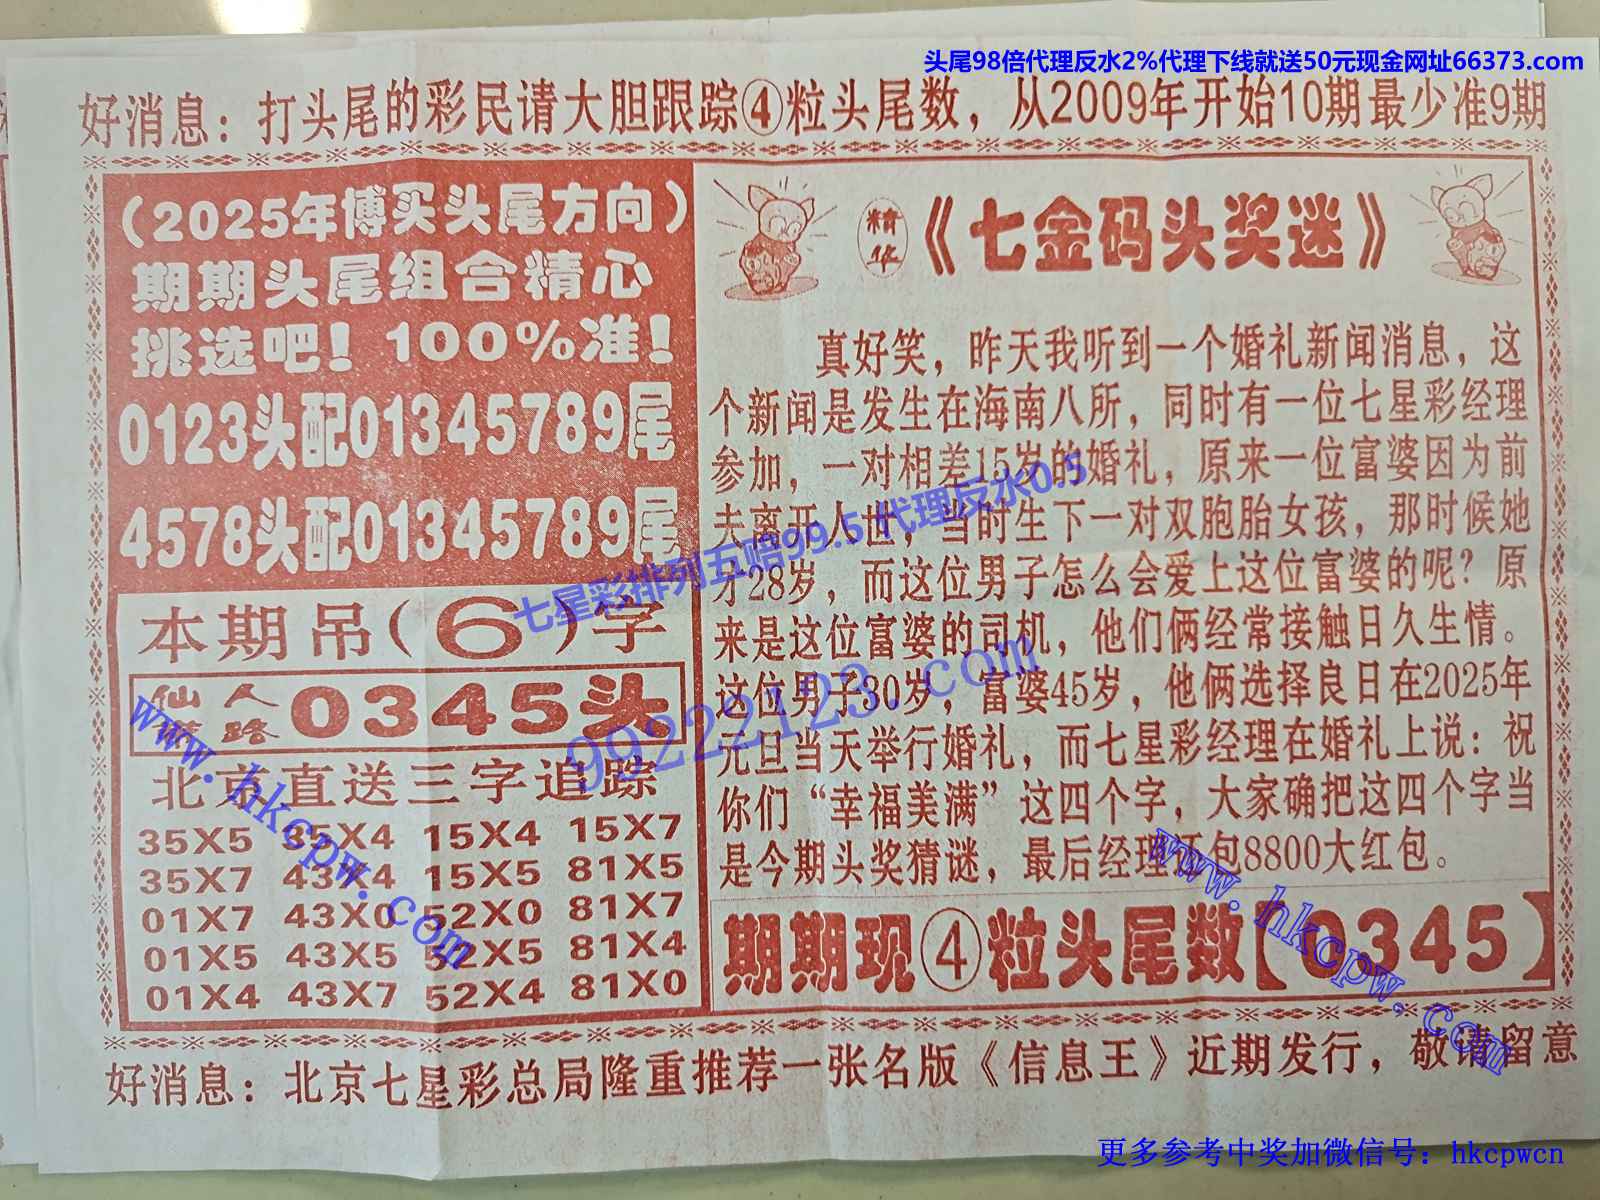 头尾98倍代理反水2%代理下线就送50元现金网址66373.com
好消息：打头尾的彩民请大胆跟踪④粒头尾数，从2009年开始10期最少准9期
（2025年博买头尾方向）
期期头尾组合精心
挑选吧！100%准！
0123头配01345789尾
4578头配01345789尾
本期吊（6）字
仙人 路 0345头
北京直送三字追踪
35X5 35X4 15X4 15X7
35X7 43X4 15X5 81X5
01X7 43X0 52X0 81X7
01X5 43X5 52X5 81X4
01X4 43X7 52X4 81X0
精华《七金码头奖迷》
真好笑，昨天我听到一个婚礼新闻消息，这
个新闻是发生在海南八所，同时有一位七星彩经理
参加，一对相差15岁的婚礼，原来一位富婆因为前
夫离开人世，当时生下一对双胞胎女孩，那时候她
才28岁，而这位男子怎么会爱上这位富婆的呢？原
来是这位富婆的司机，他们俩经常接触日久生情。
这位男子30岁，富婆45岁，他俩选择良日在2025年
元旦当天举行婚礼，而七星彩经理在婚礼上说：祝
你们“幸福美满”这四个字，大家确把这四个字当
是今期头奖猜谜，最后经理还包8800大红包。
期期现④粒头尾数【0345】
好消息：北京七星彩总局隆重推荐一张名版《信息王》近期发行，敬请留意
七星彩排列五赔99.5代理反水0.5
99222123.com
www.hkcpw.com
www.hkcpw.com
更多参考中奖加微信号：hkcpwcn